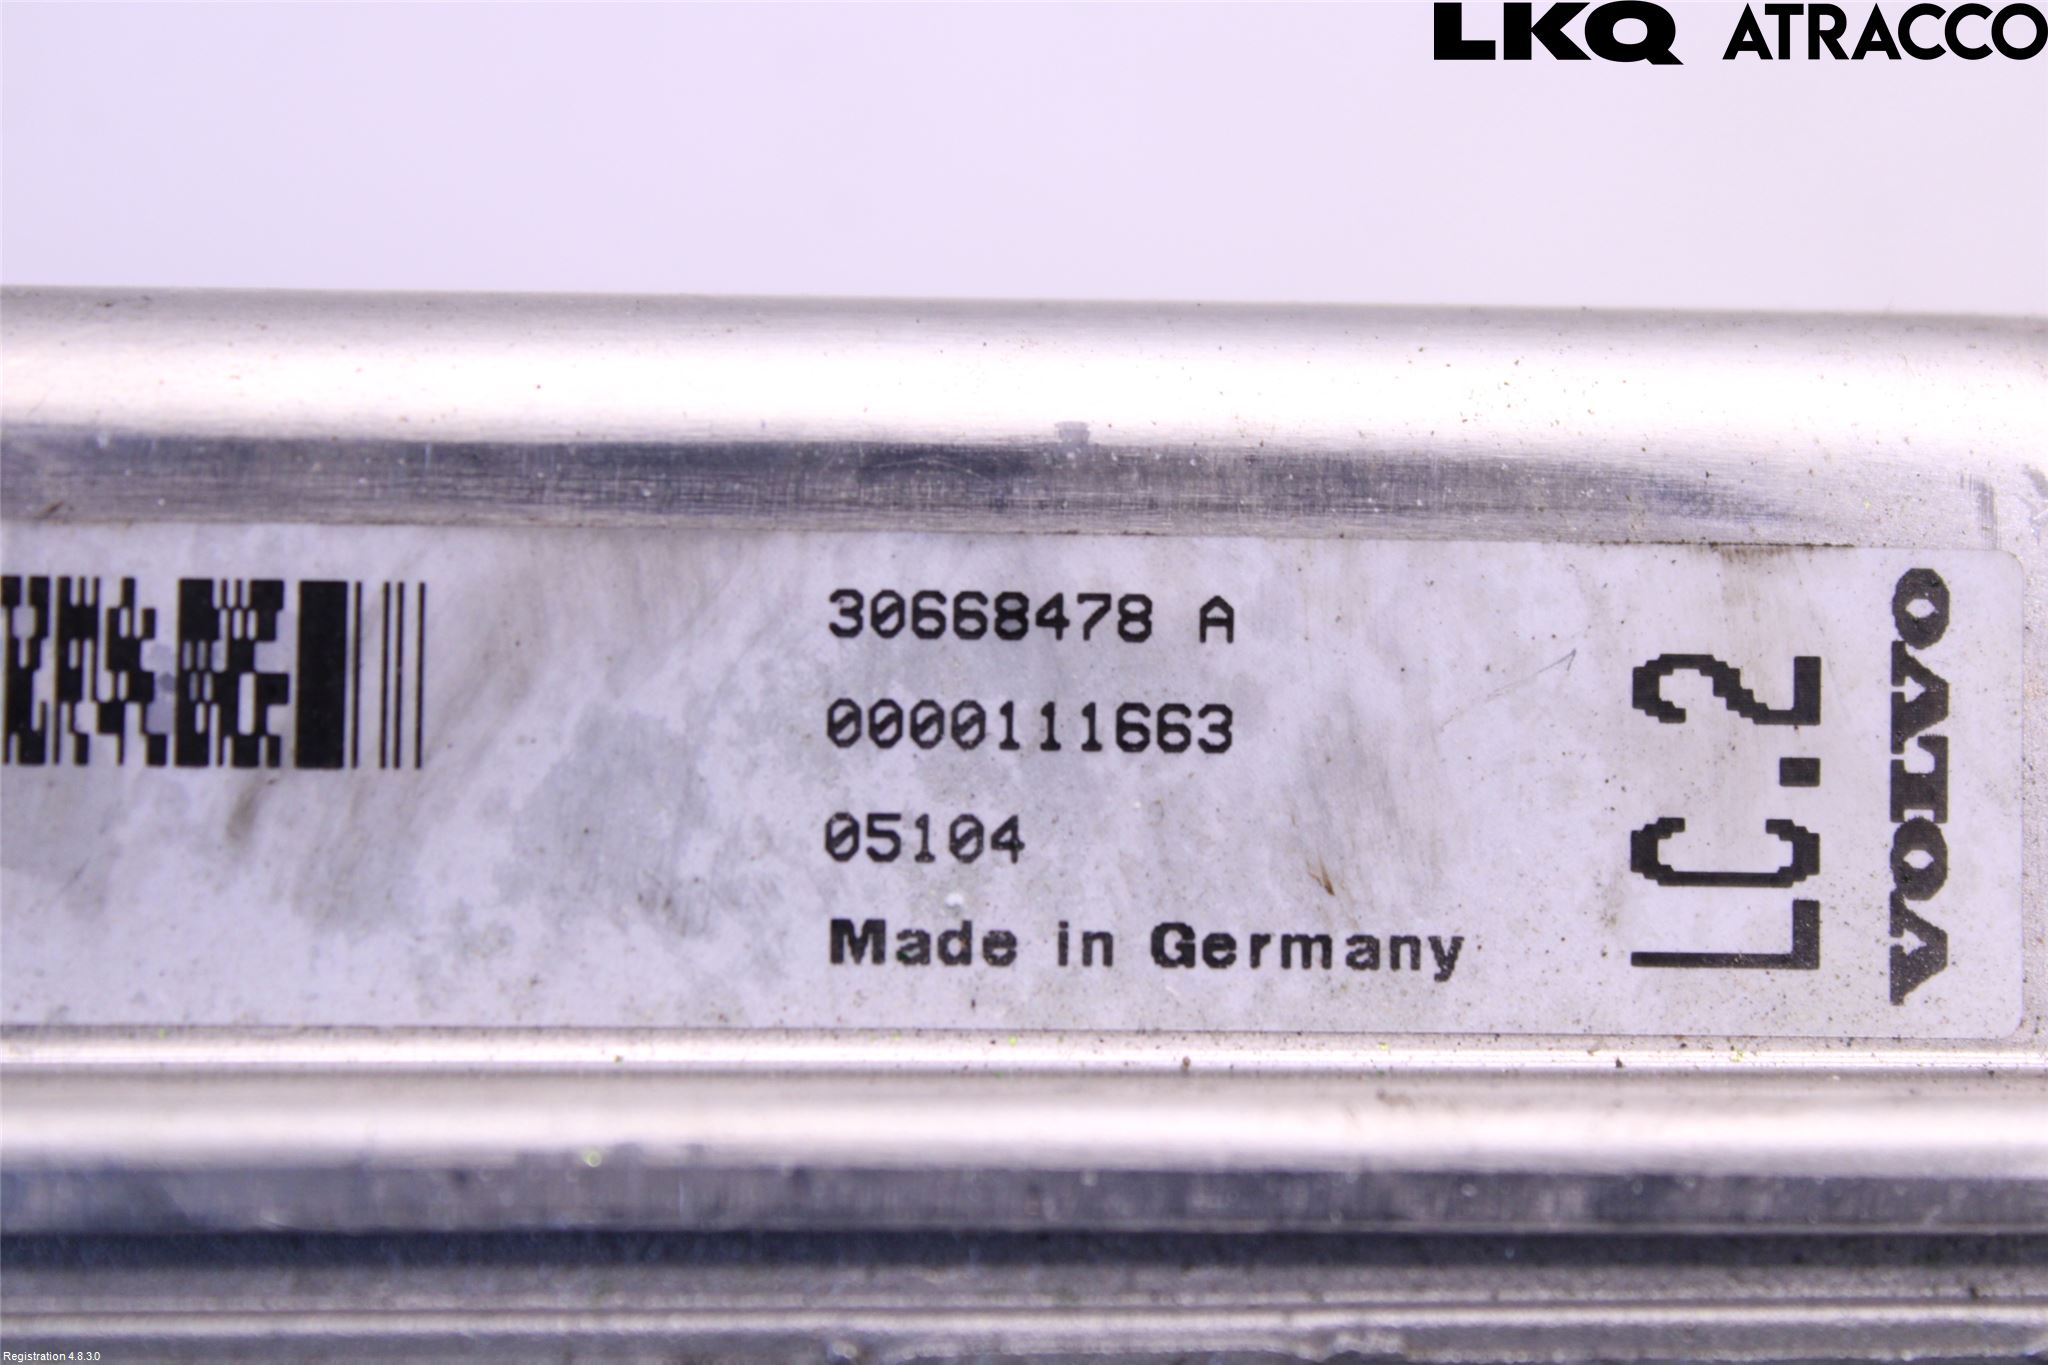 LKQ ATRACCO
30668478 A
0000111663
05104
Made in Germany
LC.2
VOLVO
Registration 4.8.3.0